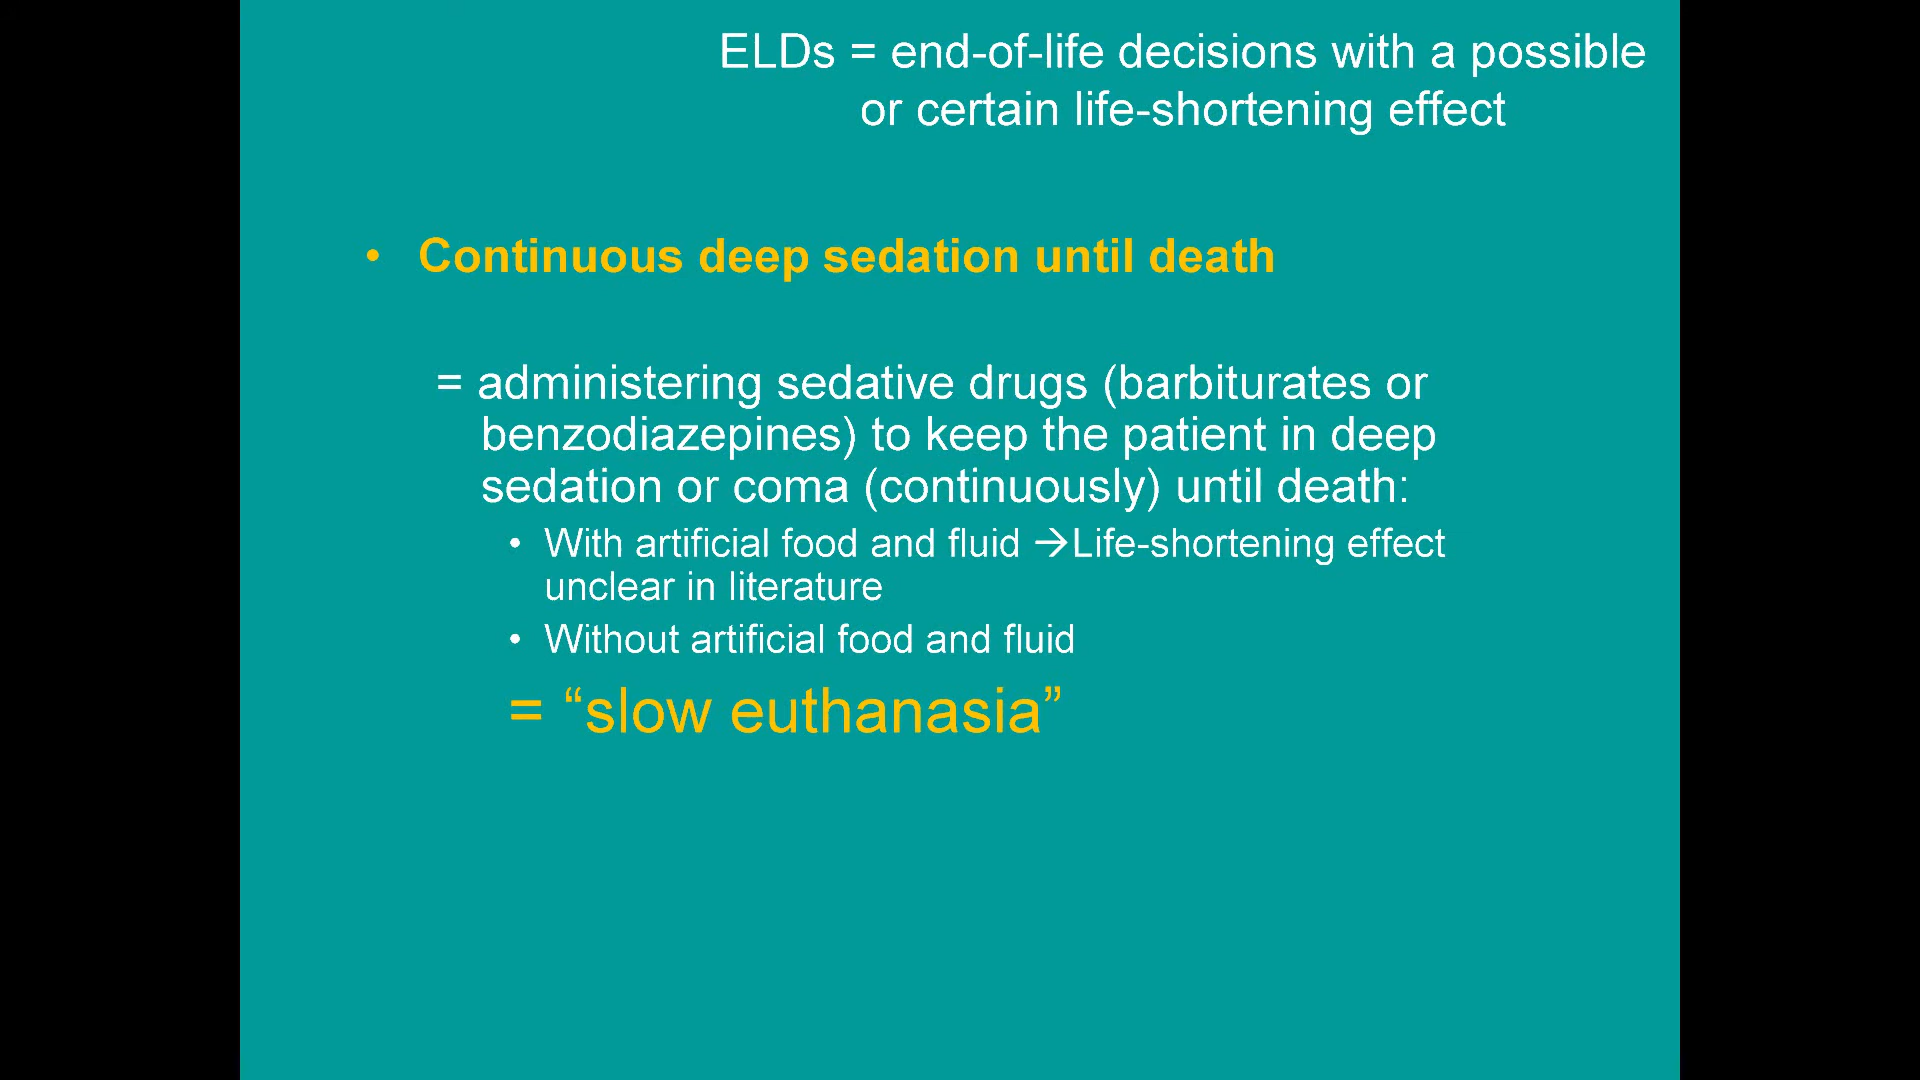 ELDs = end-of-life decisions with a possible
or certain life-shortening effect
• Continuous deep sedation until death
= administering sedative drugs (barbiturates or
benzodiazepines) to keep the patient in deep
sedation or coma (continuously) until death:
• With artificial food and fluid →Life-shortening effect
unclear in literature
• Without artificial food and fluid
= “slow euthanasia”